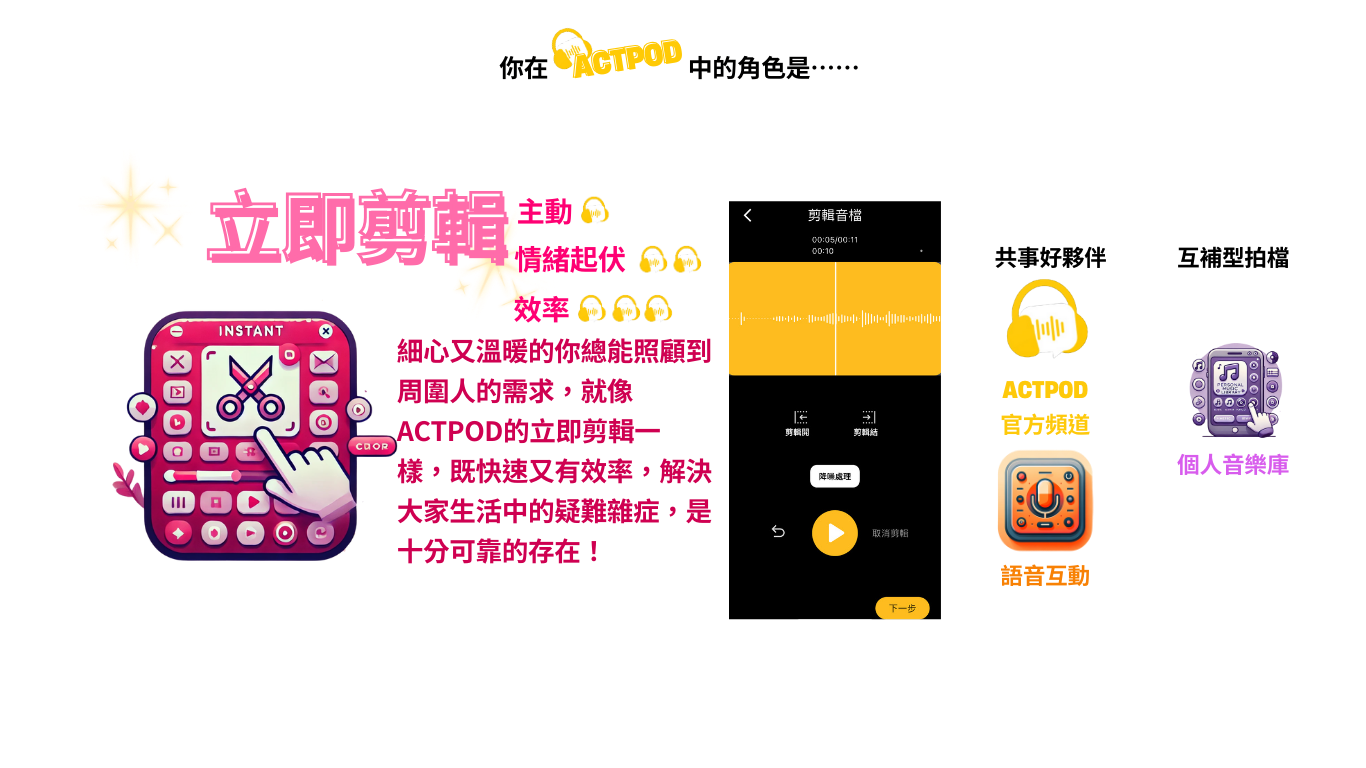 你在 ACTPOD 中的角色是……
立即剪輯
主動
情緒起伏
效率
INSTANT
CDOR
細心又溫暖的你總能照顧到
周圍人的需求，就像
ACTPOD的立即剪輯一
樣，既快速又有效率，解決
大家生活中的疑難雜症，是
十分可靠的存在！
剪輯音檔
00:05/00:11
00:10
剪輯開
剪輯結
降噪處理
取消剪輯
下一步
共事好夥伴
ACTPOD
官方頻道
語音互動
互補型拍檔
PERSONAL
MUSIC
個人音樂庫